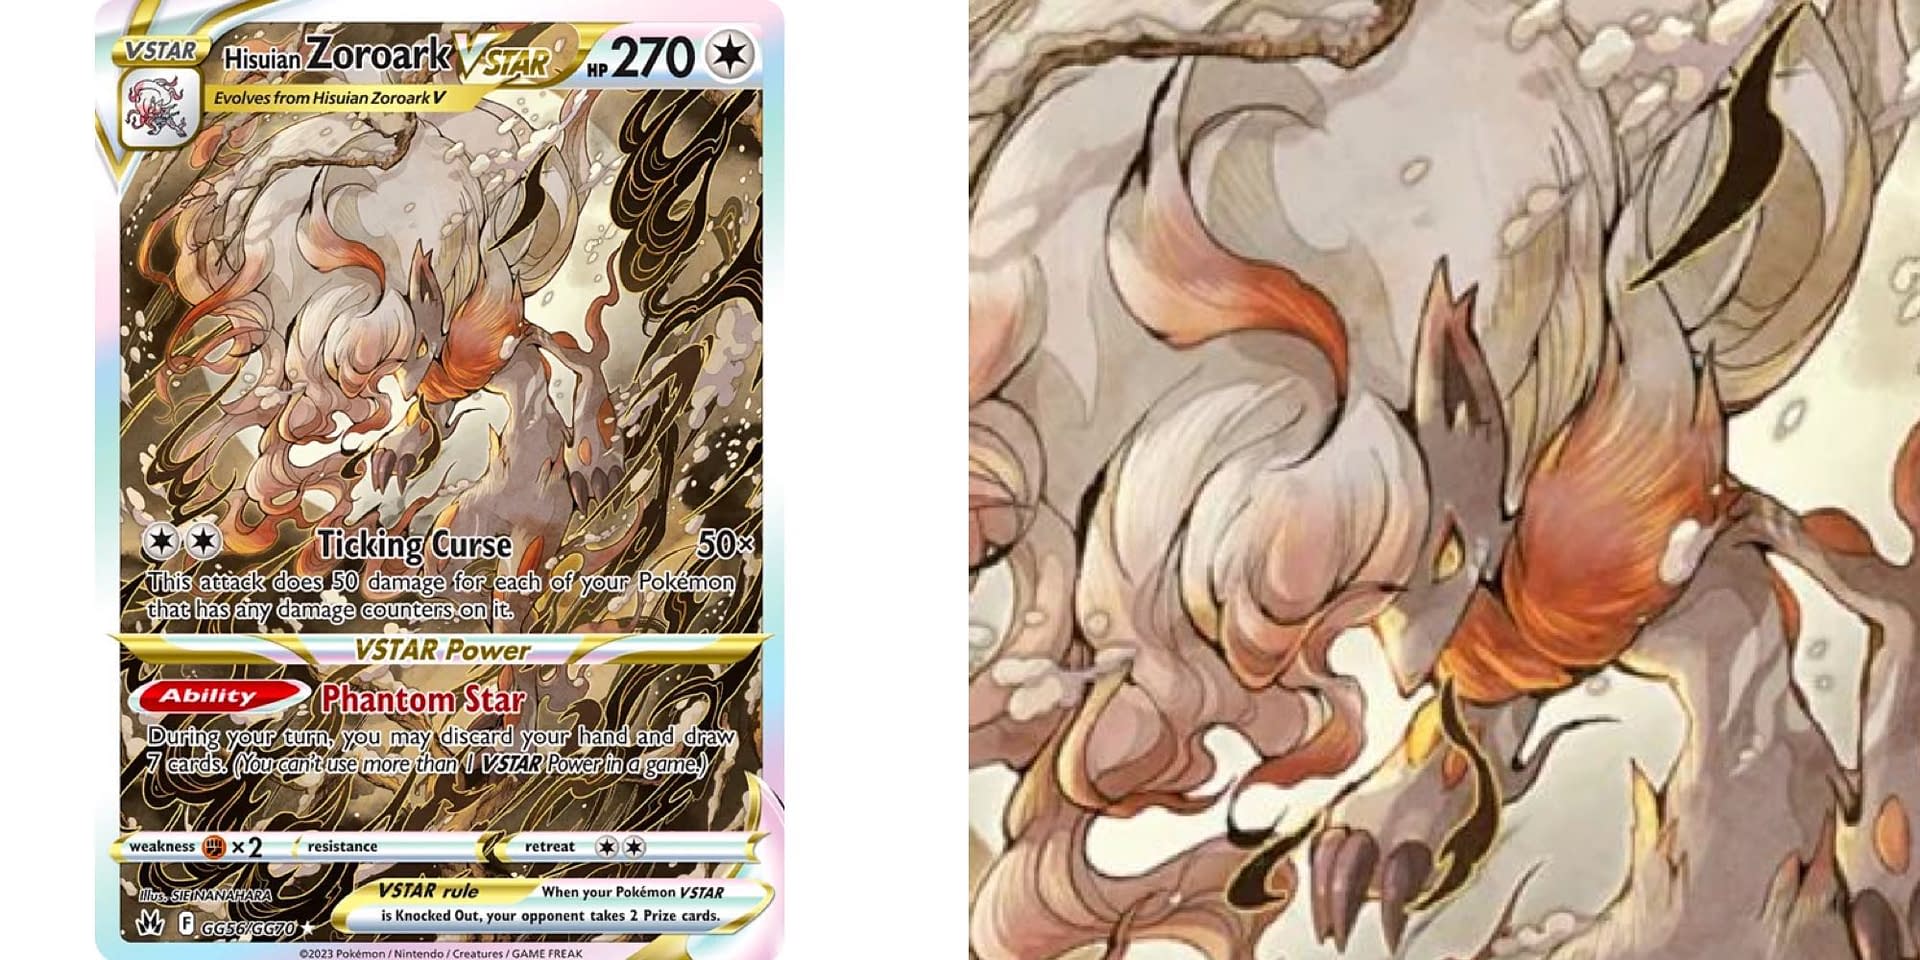 VSTAR
Hisuian Zoroark VSTAR HP 270
Evolves from Hisuian Zoroark V
Ticking Curse 50×
This attack does 50 damage for each of your Pokémon
that has any damage counters on it.
VSTAR Power
Ability Phantom Star
During your turn, you may discard your hand and draw
7 cards. (You can't use more than 1 VSTAR Power in a game.)
weakness ×2 resistance retreat
Illus. SIE NANAHARA
VSTAR rule When your Pokémon VSTAR
is Knocked Out, your opponent takes 2 Prize cards.
F GG56/GG70
©2023 Pokémon / Nintendo / Creatures / GAME FREAK